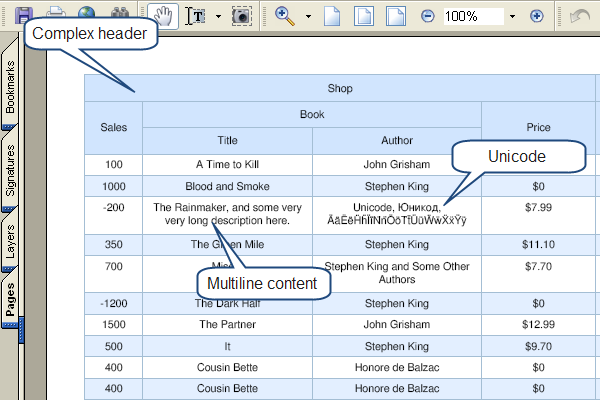 100%
Complex header
Bookmarks
Signatures
Layers
Pages
Shop
Sales
Book
Price
Title
Author
Unicode
100 A Time to Kill John Grisham
1000 Blood and Smoke Stephen King $0
-200 The Rainmaker, and some very Unicode, Юникод, $7.99
very long description here. ÄäËëḦḧÏïN̈n̈ÖöT̈ẗÜüẄẅẌẍŸÿ
350 The Green Mile Stephen King $11.10
700 Stephen King and Some Other $7.70
Authors
Multiline content
-1200 The Dark Half Stephen King $0
1500 The Partner John Grisham $12.99
500 It Stephen King $9.70
400 Cousin Bette Honore de Balzac $0
400 Cousin Bette Honore de Balzac $0